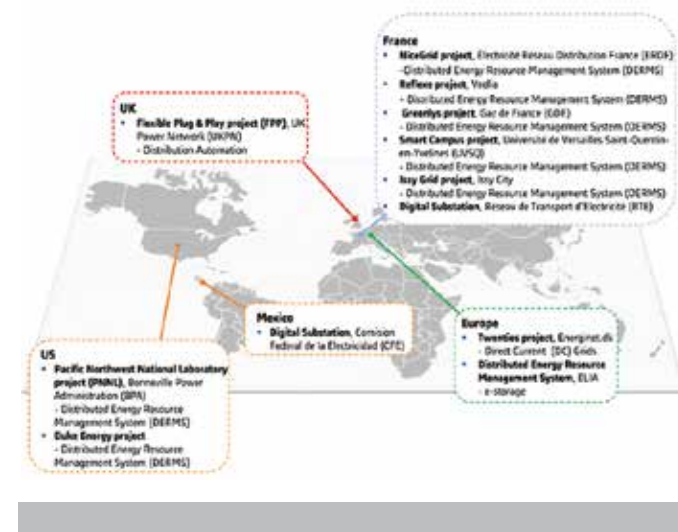 France
• NiceGrid project, Electricité Réseau Distribution France (ERDF)
-Distributed Energy Resource Management System (DERMS)
• Reflexe project, Veolia
- Distributed Energy Resource Management System (DERMS)
• Greenlys project, Gaz de France (GDF)
- Distributed Energy Resource Management System (DERMS)
• Smart Campus project, Université de Versailles Saint-Quentin-
en-Yvelines (UVSQ)
- Distributed Energy Resource Management System (DERMS)
• Issy Grid project, Issy City
- Distributed Energy Resource Management System (DERMS)
• Digital Substation, Reseau de Transport d'Electricité (RTE)
UK
• Flexible Plug & Play project (FPP), UK
Power Network (UKPN)
- Distribution Automation
Mexico
• Digital Substation, Comision
Federal de la Electricidad (CFE)
Europe
• Twenties project, Energinet.dk
- Direct Current (DC) Grids
• Distributed Energy Resource
Management System, ELIA
- e-storage
US
• Pacific Northwest National Laboratory
project (PNNL), Bonneville Power
Administration (BPA)
- Distributed Energy Resource
Management System (DERMS)
• Duke Energy project
- Distributed Energy Resource
Management System (DERMS)